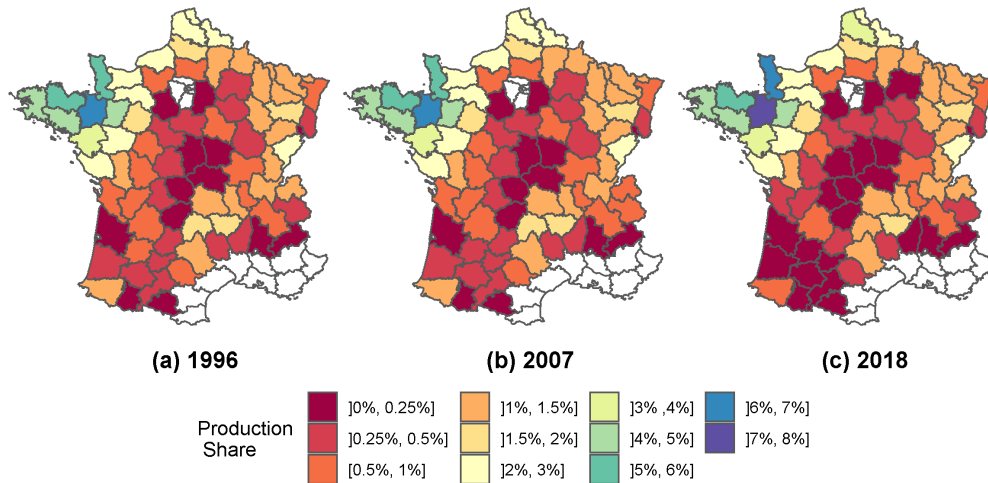 (a) 1996
(b) 2007
(c) 2018
Production
Share
]0%, 0.25%]
]0.25%, 0.5%]
[0.5%, 1%]
]1%, 1.5%]
]1.5%, 2%]
]2%, 3%]
]3% ,4%]
]4%, 5%]
]5%, 6%]
]6%, 7%]
]7%, 8%]